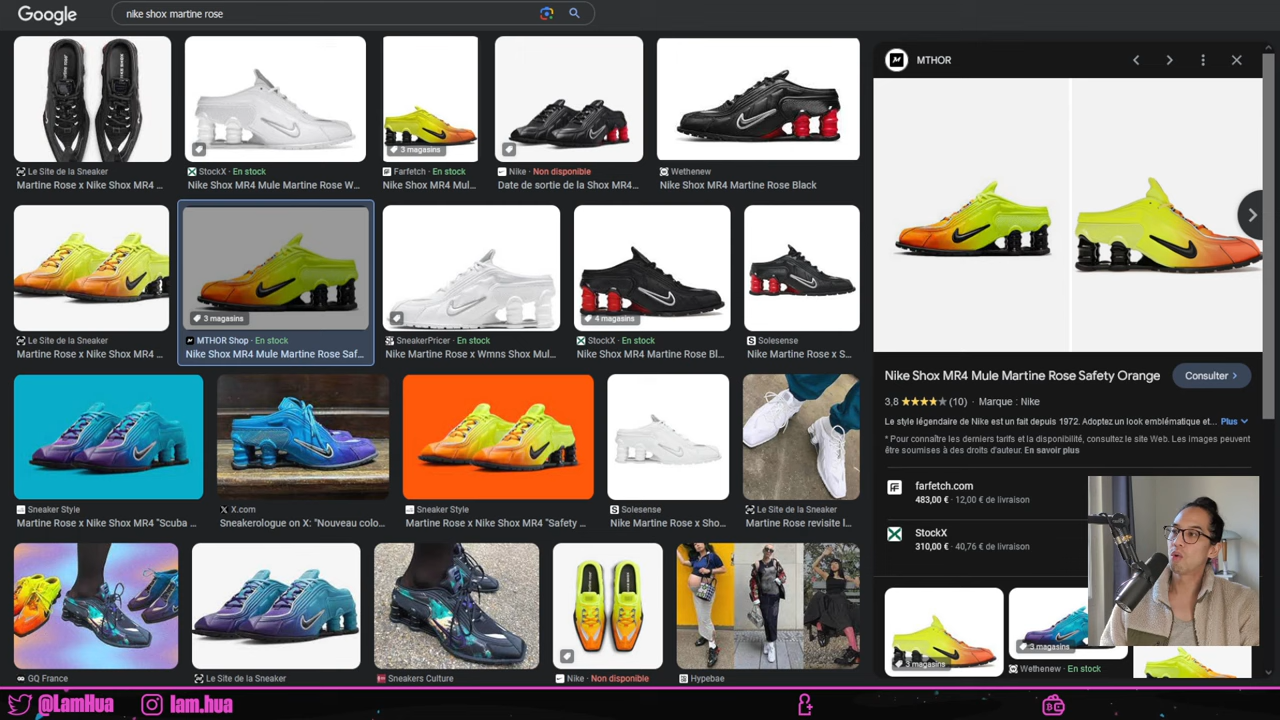 Google
nike shox martine rose
Le Site de la Sneaker
Martine Rose x Nike Shox MR4 ...
StockX · En stock
Nike Shox MR4 Mule Martine Rose W...
3 magasins
Farfetch · En stock
Nike Shox MR4 Mul...
Nike · Non disponible
Date de sortie de la Shox MR4...
Wethenew
Nike Shox MR4 Martine Rose Black
Le Site de la Sneaker
Martine Rose x Nike Shox MR4 ...
3 magasins
MTHOR Shop · En stock
Nike Shox MR4 Mule Martine Rose Saf...
SneakerPricer · En stock
Nike Martine Rose x Wmns Shox Mul...
4 magasins
StockX · En stock
Nike Shox MR4 Martine Rose Bl...
Solesense
Nike Martine Rose x S...
Sneaker Style
Martine Rose x Nike Shox MR4 "Scuba ...
X.com
Sneakerologue on X: "Nouveau colo...
Sneaker Style
Martine Rose x Nike Shox MR4 "Safety ...
Solesense
Nike Martine Rose x Sho...
Le Site de la Sneaker
Martine Rose revisite l...
GQ France
Le Site de la Sneaker
Sneakers Culture
Nike · Non disponible
Hypebae
MTHOR
Nike Shox MR4 Mule Martine Rose Safety Orange
Consulter
3,8 ★★★★★ (10) · Marque : Nike
Le style légendaire de Nike est un fait depuis 1972. Adoptez un look emblématique et... Plus
* Pour connaître les derniers tarifs et la disponibilité, consultez le site Web. Les images peuvent
être soumises à des droits d'auteur. En savoir plus
farfetch.com
483,00 € · 12,00 € de livraison
StockX
310,00 € · 40,76 € de livraison
3 magasins
3 magasins
Wethenew · En stock
@LamHua
lam.hua